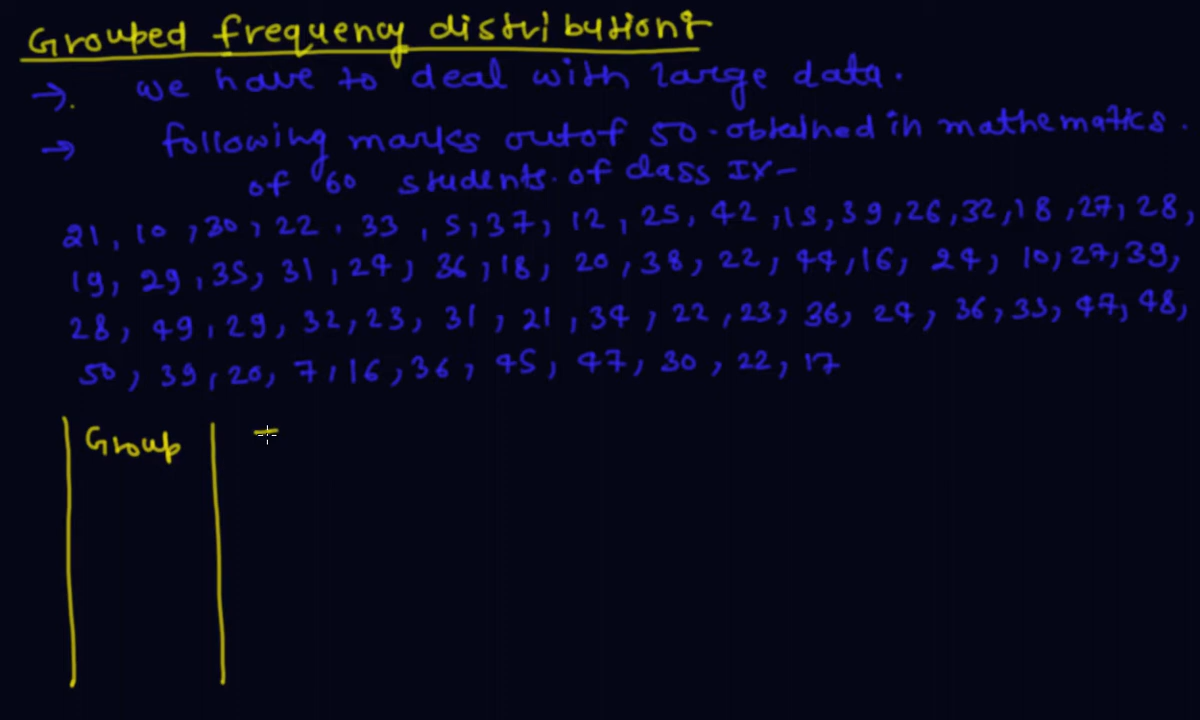 Grouped frequency distribution:
→. we have to deal with large data.
→ following marks out of 50. obtained in mathematics.
of 60 students. of class IX-
21, 10, 30, 22, 33, 5, 37, 12, 25, 42, 15, 39, 26, 32, 18, 27, 28,
19, 29, 35, 31, 24, 36, 18, 20, 38, 22, 44, 16, 24, 10, 27, 39,
28, 49, 29, 32, 23, 31, 21, 34, 22, 23, 36, 24, 36, 33, 47, 48,
50, 39, 20, 7, 16, 36, 45, 47, 30, 22, 17
Group